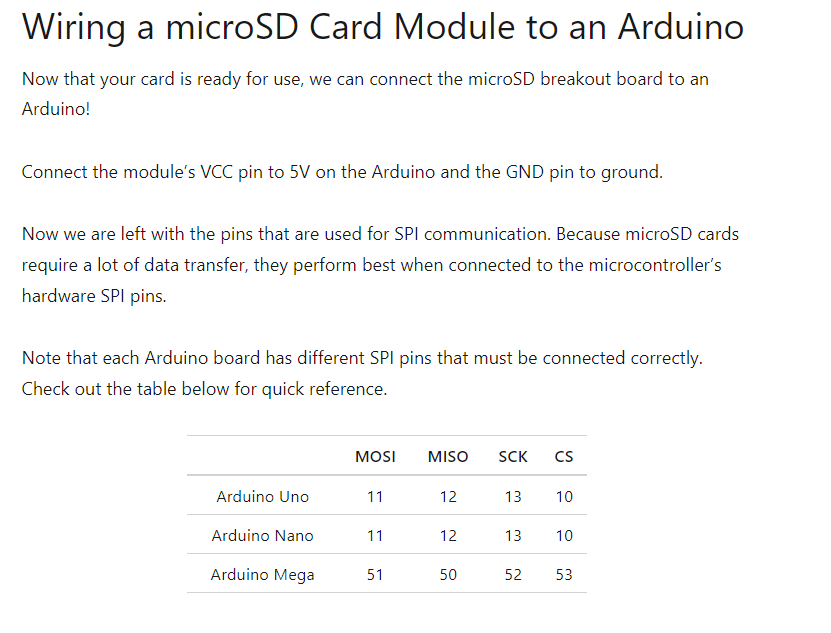 Wiring a microSD Card Module to an Arduino
Now that your card is ready for use, we can connect the microSD breakout board to an
Arduino!
Connect the module’s VCC pin to 5V on the Arduino and the GND pin to ground.
Now we are left with the pins that are used for SPI communication. Because microSD cards
require a lot of data transfer, they perform best when connected to the microcontroller’s
hardware SPI pins.
Note that each Arduino board has different SPI pins that must be connected correctly.
Check out the table below for quick reference.
MOSI MISO SCK CS
Arduino Uno 11 12 13 10
Arduino Nano 11 12 13 10
Arduino Mega 51 50 52 53